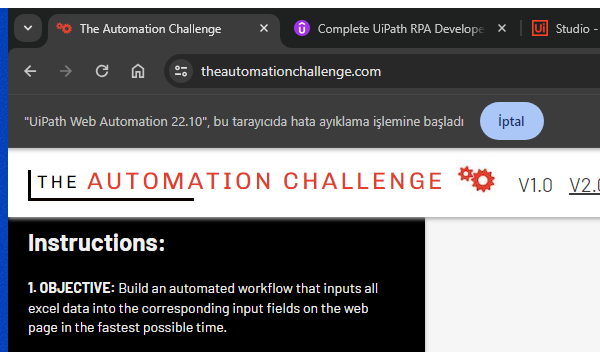 The Automation Challenge
Complete UiPath RPA Develope
Studio -
theautomationchallenge.com
"UiPath Web Automation 22.10", bu tarayıcıda hata ayıklama işlemine başladı
İptal
THE AUTOMATION CHALLENGE
V1.0
V2.0
Instructions:
1. OBJECTIVE: Build an automated workflow that inputs all
excel data into the corresponding input fields on the web
page in the fastest possible time.